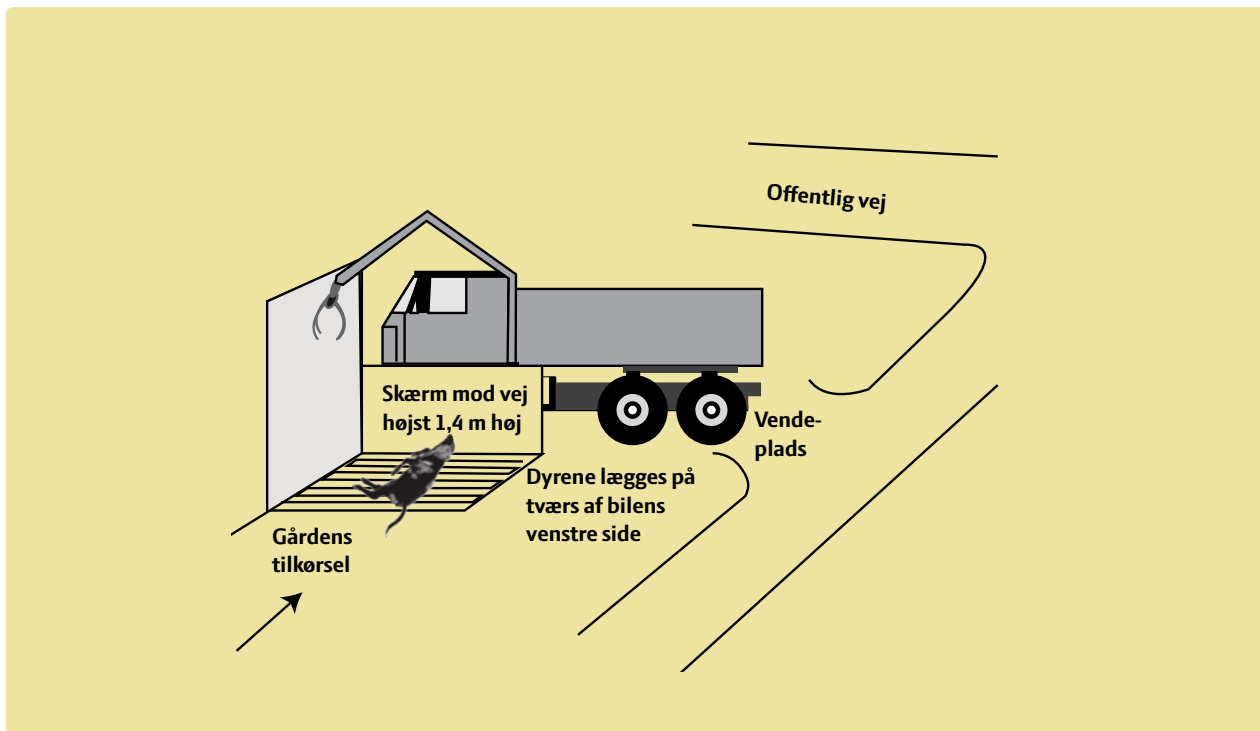 Offentlig vej
Skærm mod vej
højst 1,4 m høj
Vende-
plads
Dyrene lægges på
tværs af bilens
venstre side
Gårdens
tilkørsel